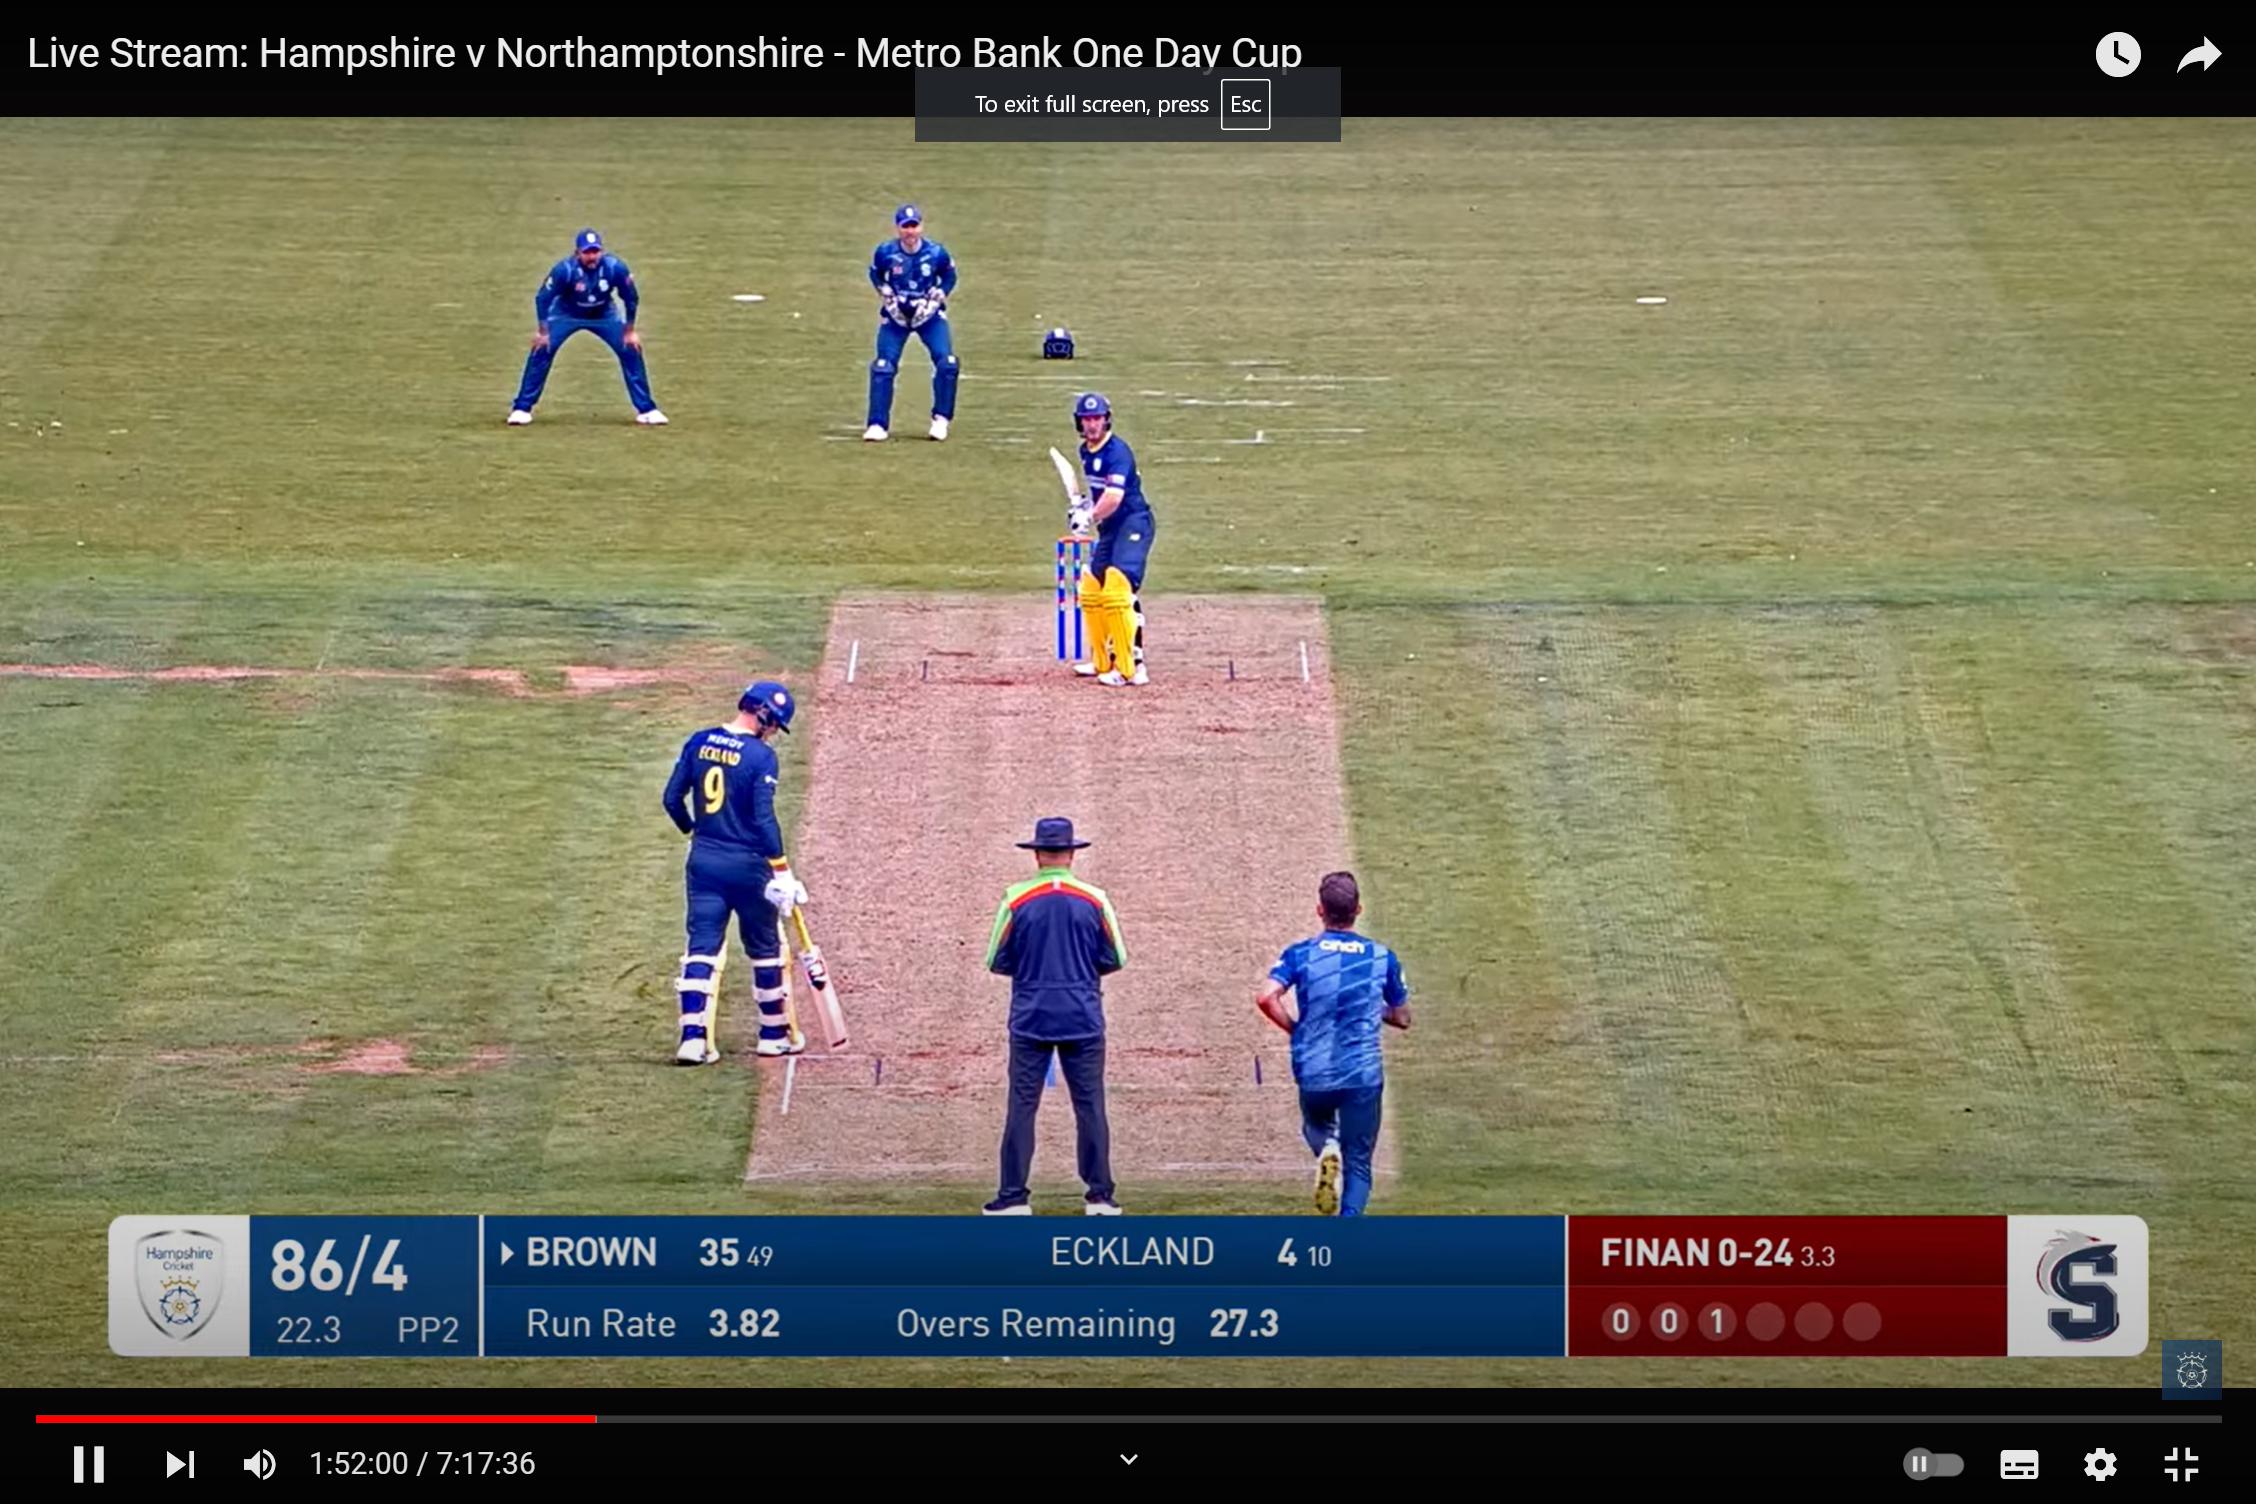 Live Stream: Hampshire v Northamptonshire - Metro Bank One Day Cup
To exit full screen, press Esc
ECKLAND
9
cinch
Hampshire
Cricket
86/4
22.3 PP2
BROWN 35 49 ECKLAND 4 10
Run Rate 3.82 Overs Remaining 27.3
FINAN 0-24 3.3
0 0 1
S
1:52:00 / 7:17:36